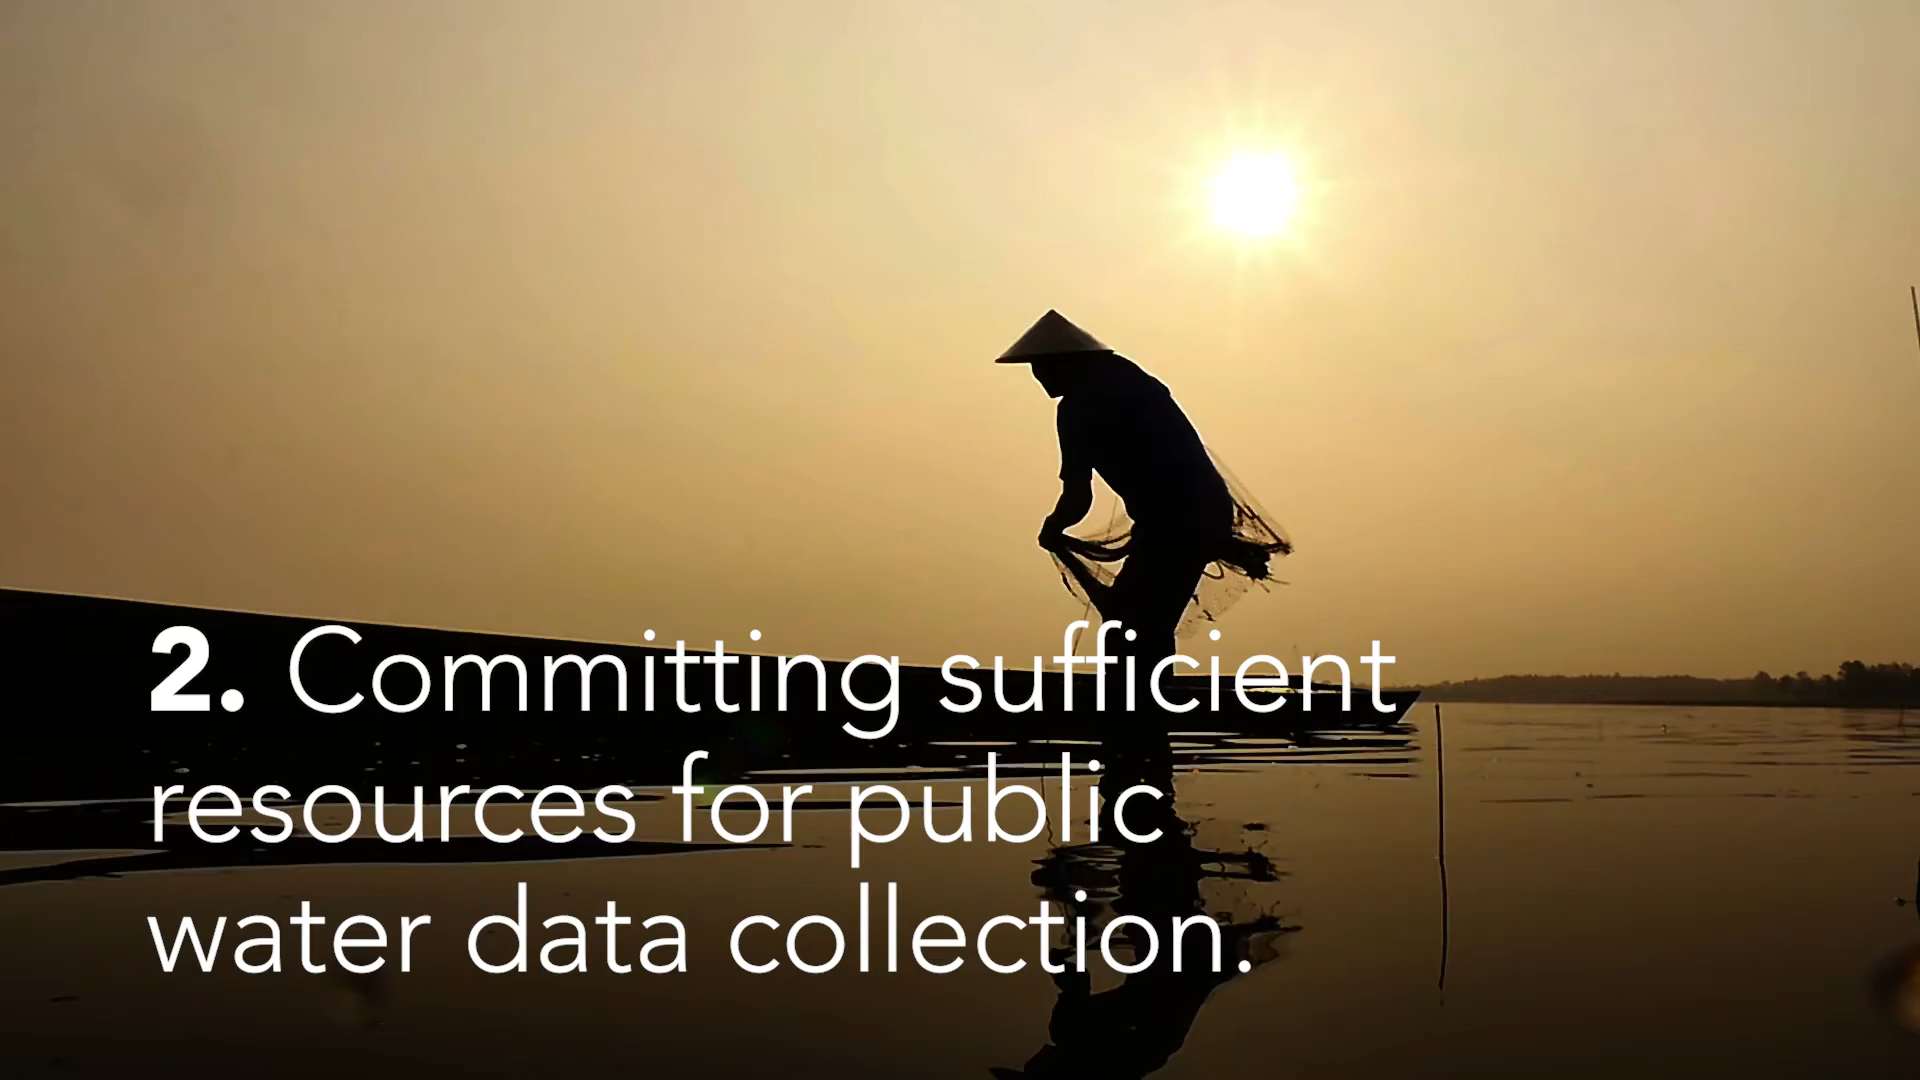 2. Committing sufficient
resources for public
water data collection.